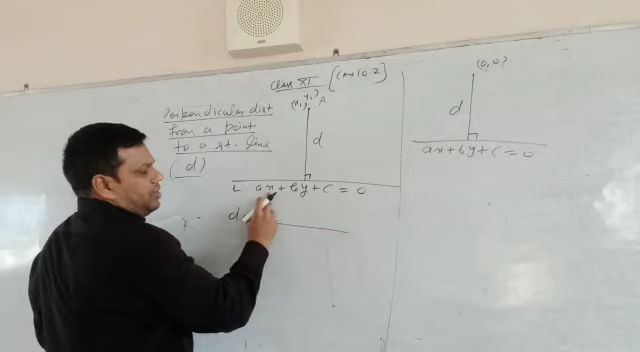 Class XI [Ex 10.2]
Perpendicular dist
from a point
to a st. line
(d)
(x₁, y₁) A
d
L ax + by + c = 0
d
(0, 0)
d
ax + by + c = 0